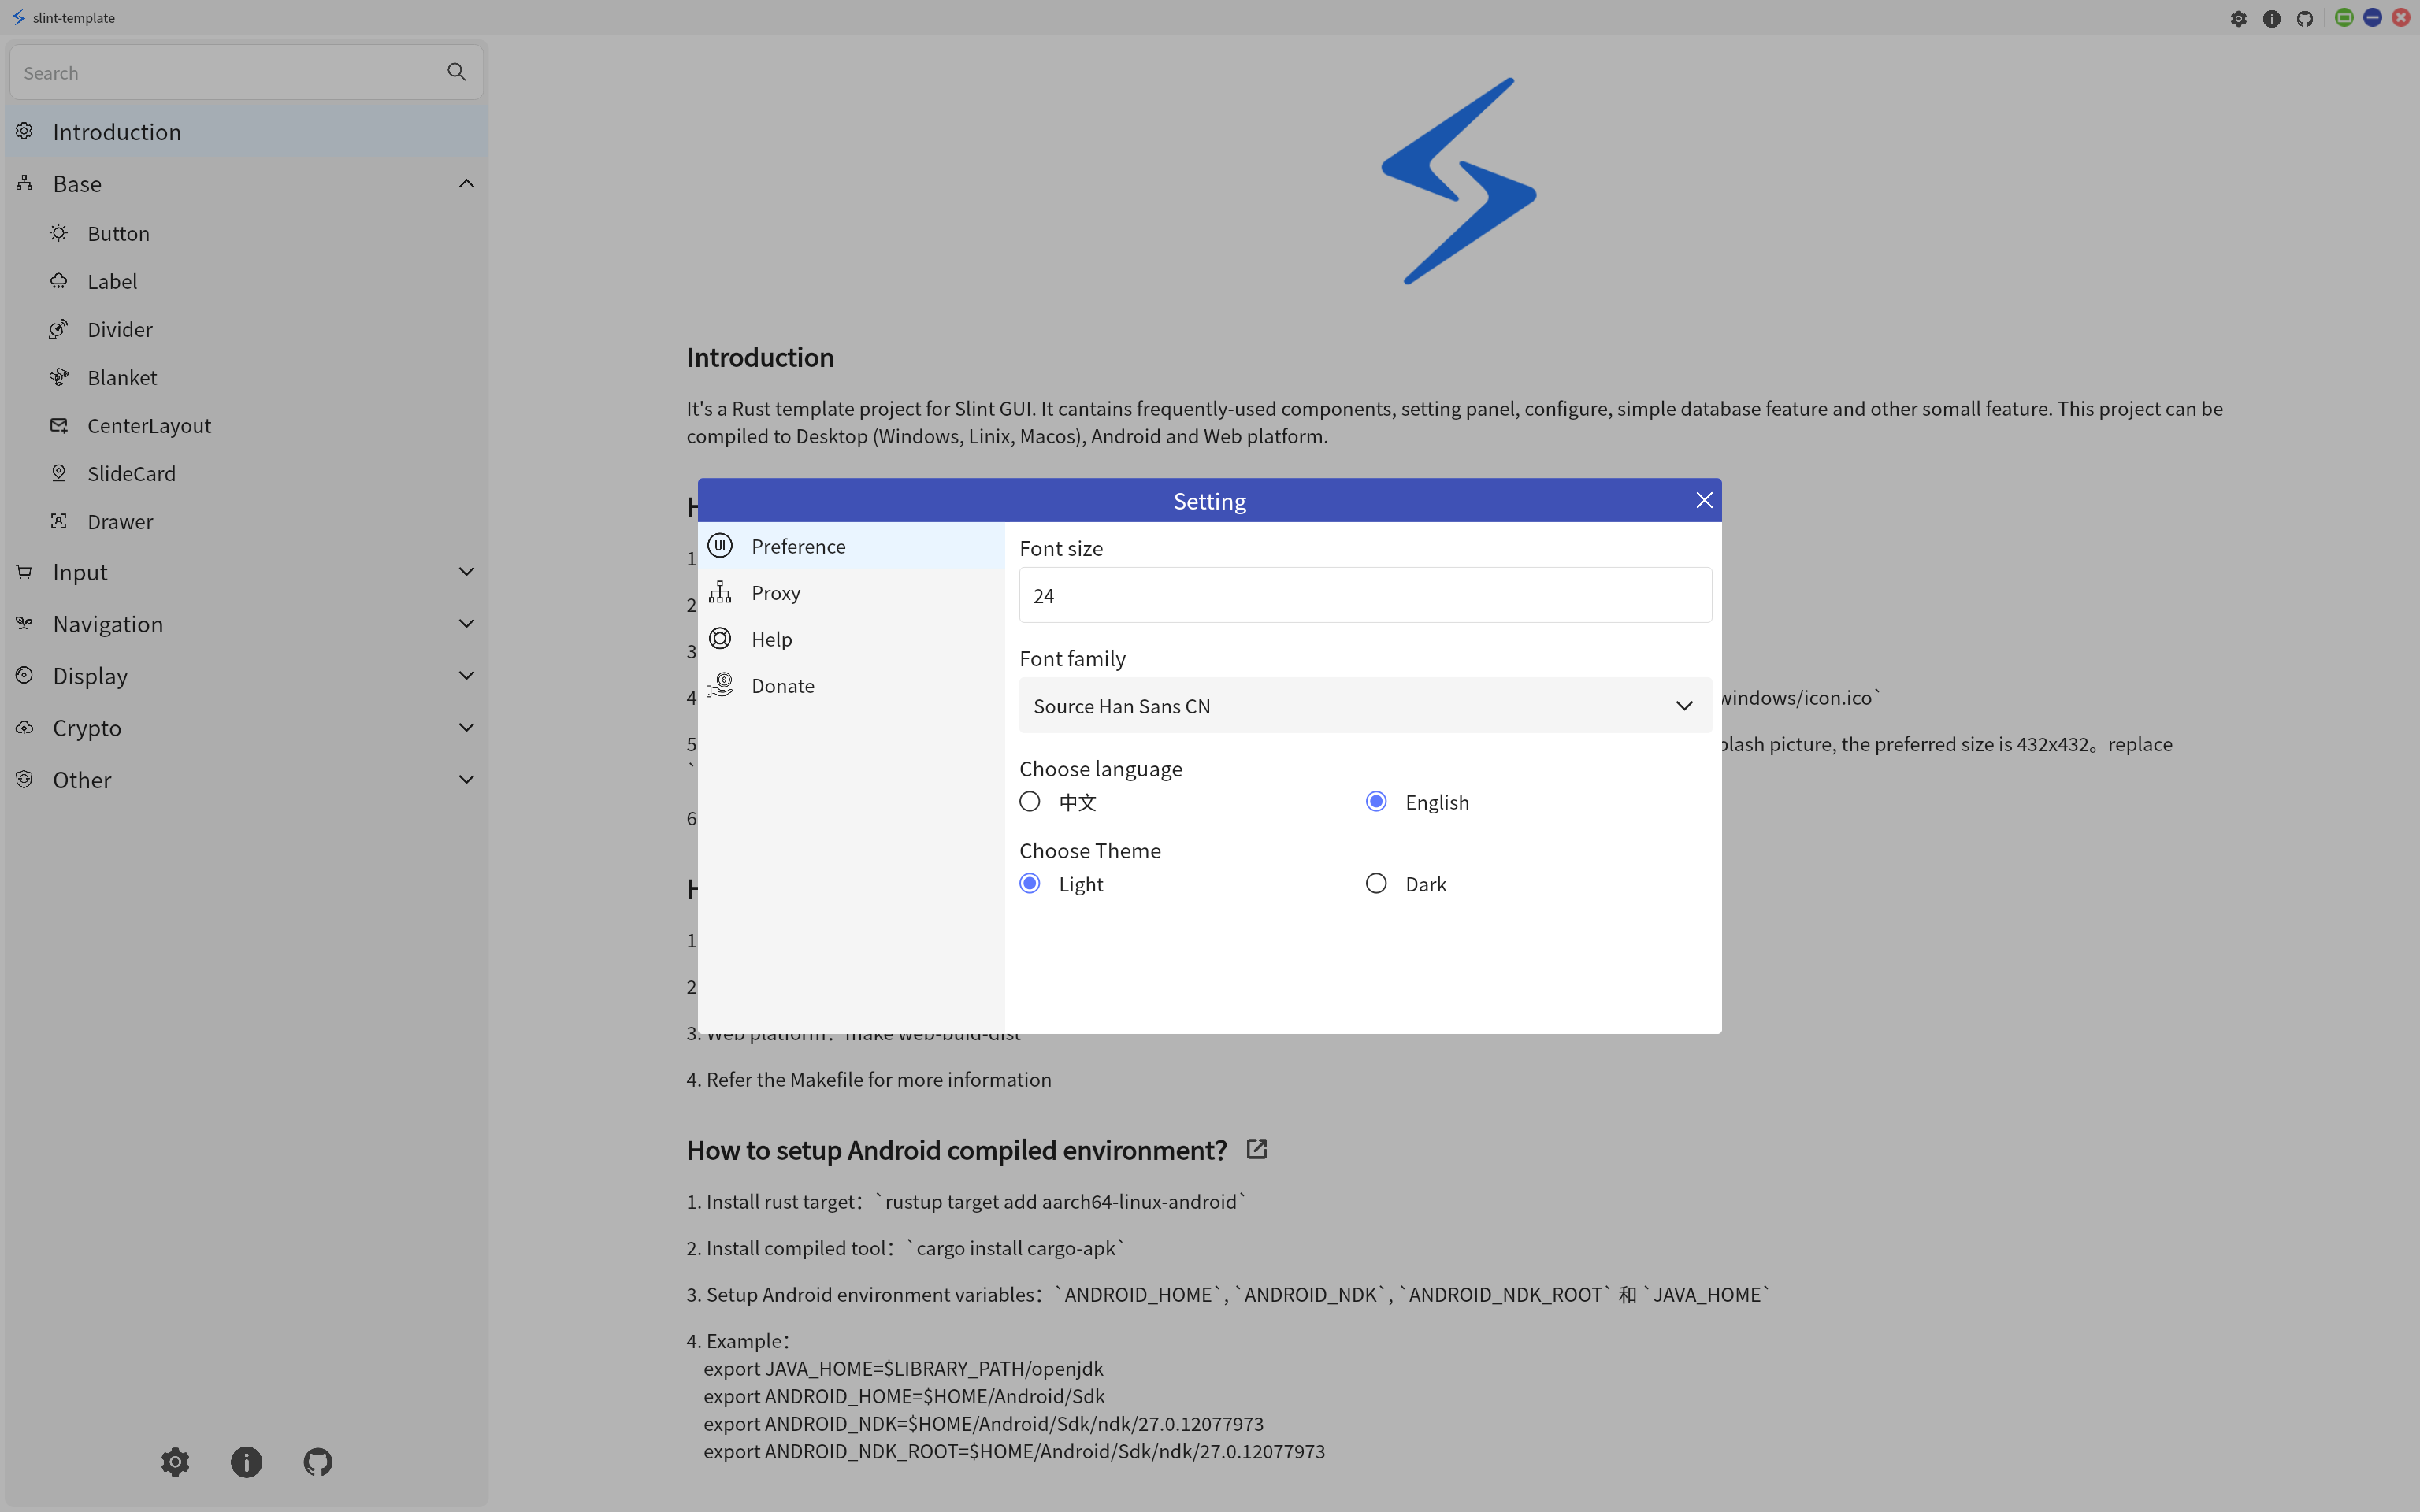 slint-template
Search
Introduction
Base
Button
Label
Divider
Blanket
CenterLayout
SlideCard
Drawer
Input
Navigation
Display
Crypto
Other
Introduction
It's a Rust template project for Slint GUI. It cantains frequently-used components, setting panel, configure, simple database feature and other somall feature. This project can be
compiled to Desktop (Windows, Linix, Macos), Android and Web platform.
H
1
2
3
4
windows/icon.ico`
5
plash picture, the preferred size is 432x432。replace
`
6
H
1
2
3. Web platform：make web-buid-dist
4. Refer the Makefile for more information
How to setup Android compiled environment?
1. Install rust target：`rustup target add aarch64-linux-android`
2. Install compiled tool：`cargo install cargo-apk`
3. Setup Android environment variables：`ANDROID_HOME`, `ANDROID_NDK`, `ANDROID_NDK_ROOT` 和 `JAVA_HOME`
4. Example：
export JAVA_HOME=$LIBRARY_PATH/openjdk
export ANDROID_HOME=$HOME/Android/Sdk
export ANDROID_NDK=$HOME/Android/Sdk/ndk/27.0.12077973
export ANDROID_NDK_ROOT=$HOME/Android/Sdk/ndk/27.0.12077973
Setting
UI
Preference
Proxy
Help
Donate
Font size
24
Font family
Source Han Sans CN
Choose language
中文
English
Choose Theme
Light
Dark